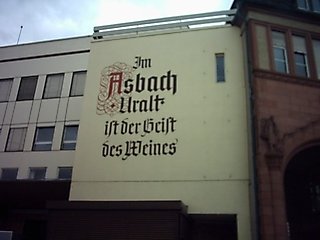 Im
Asbach
Uralt
ist der Geist
des Weines